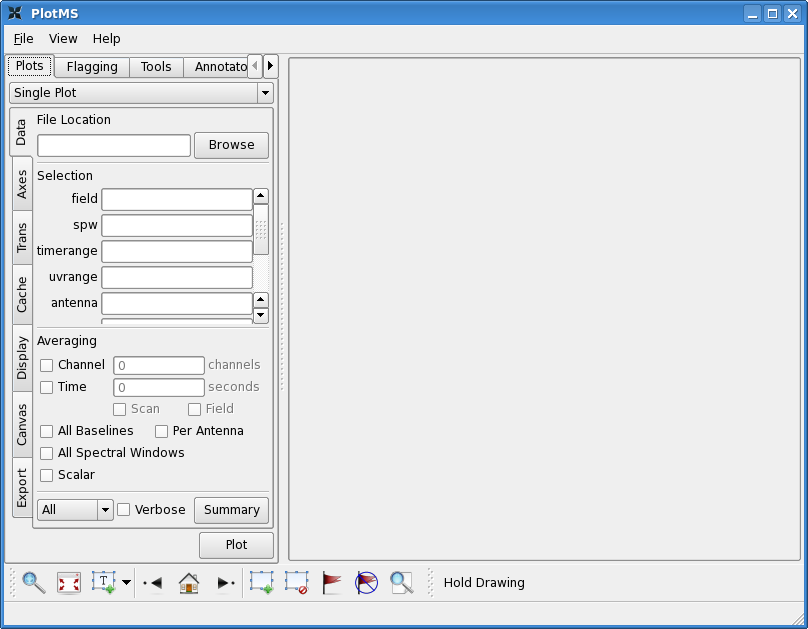 PlotMS
File View Help
Plots Flagging Tools Annotato
Single Plot
Data
Axes
Trans
Cache
Display
Canvas
Export
File Location
Browse
Selection
field
spw
timerange
uvrange
antenna
Averaging
Channel 0 channels
Time 0 seconds
Scan Field
All Baselines Per Antenna
All Spectral Windows
Scalar
All Verbose Summary
Plot
T Hold Drawing